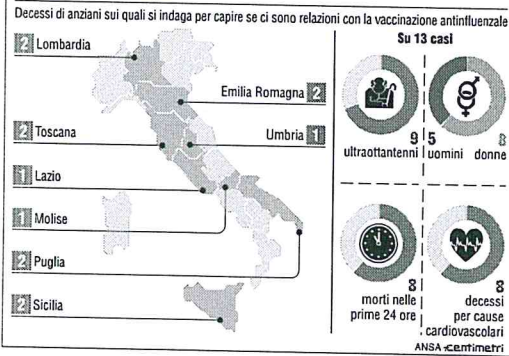 Decessi di anziani sui quali si indaga per capire se ci sono relazioni con la vaccinazione antinfluenzale
2 Lombardia
Emilia Romagna 2
2 Toscana
Umbria 1
1 Lazio
1 Molise
2 Puglia
2 Sicilia
Su 13 casi
9
ultraottantenni
5
uomini
8
donne
8
morti nelle
prime 24 ore
8
decessi
per cause
cardiovascolari
ANSA-centimetri